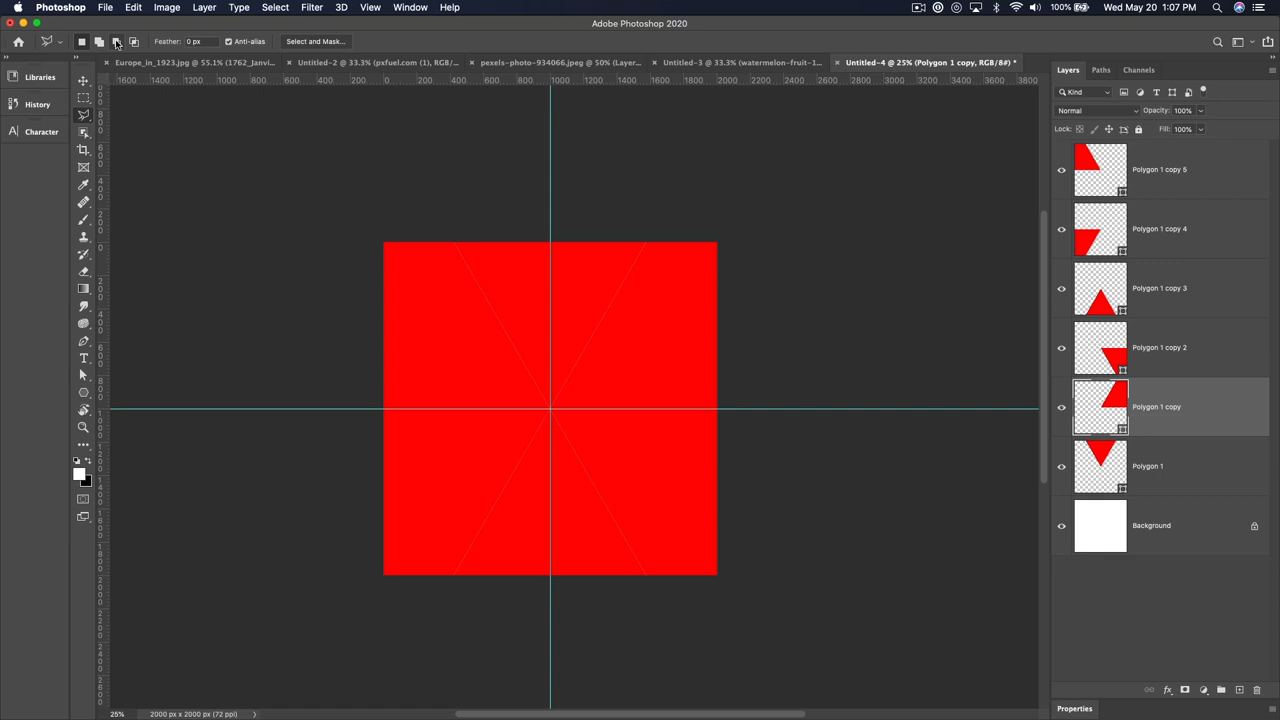 Photoshop File Edit Image Layer Type Select Filter 3D View Window Help 100% Wed May 20 1:07 PM
Adobe Photoshop 2020
Feather: 0 px Anti-alias Select and Mask...
Europe_in_1923.jpg @ 55.1% (1762_Janvi... Untitled-2 @ 33.3% (pxfuel.com (1), RGB/... pexels-photo-934066.jpeg @ 50% (Layer... Untitled-3 @ 33.3% (watermelon-fruit-1... Untitled-4 @ 25% (Polygon 1 copy, RGB/8#) *
1600 1400 1200 1000 800 600 400 200 0 200 400 600 800 1000 1200 1400 1600 1800 2000 2200 2400 2600 2800 3000 3200 3400 3600 3800
Libraries
History
Character
Layers Paths Channels
Kind
Normal Opacity: 100%
Lock: Fill: 100%
Polygon 1 copy 5
Polygon 1 copy 4
Polygon 1 copy 3
Polygon 1 copy 2
Polygon 1 copy
Polygon 1
Background
25% 2000 px x 2000 px (72 ppi)
Properties